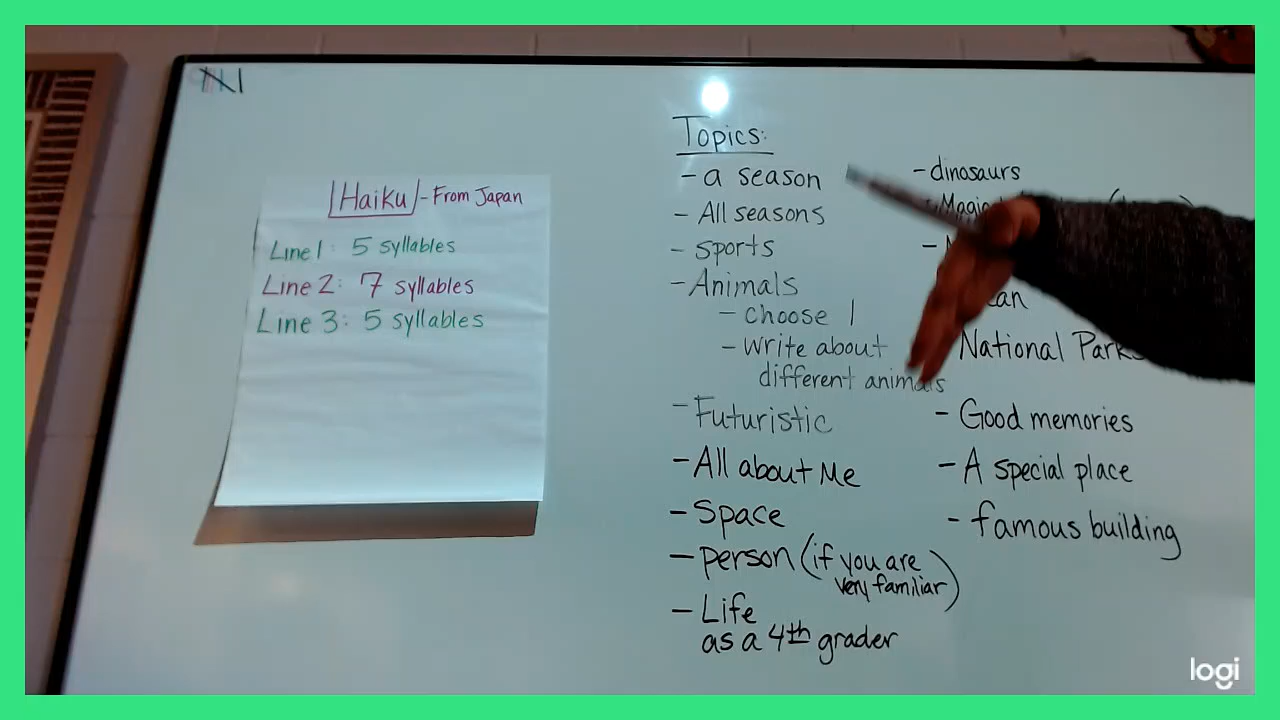 Haiku - From Japan
Line 1: 5 syllables
Line 2: 7 syllables
Line 3: 5 syllables
Topics:
- a season
- All seasons
- sports
- Animals
- choose 1
- write about
different animals
- Futuristic
- All about Me
- Space
- person (if you are
very familiar)
- Life
as a 4th grader
- dinosaurs
- Magic
National Parks
- Good memories
- A special place
- famous building
logi